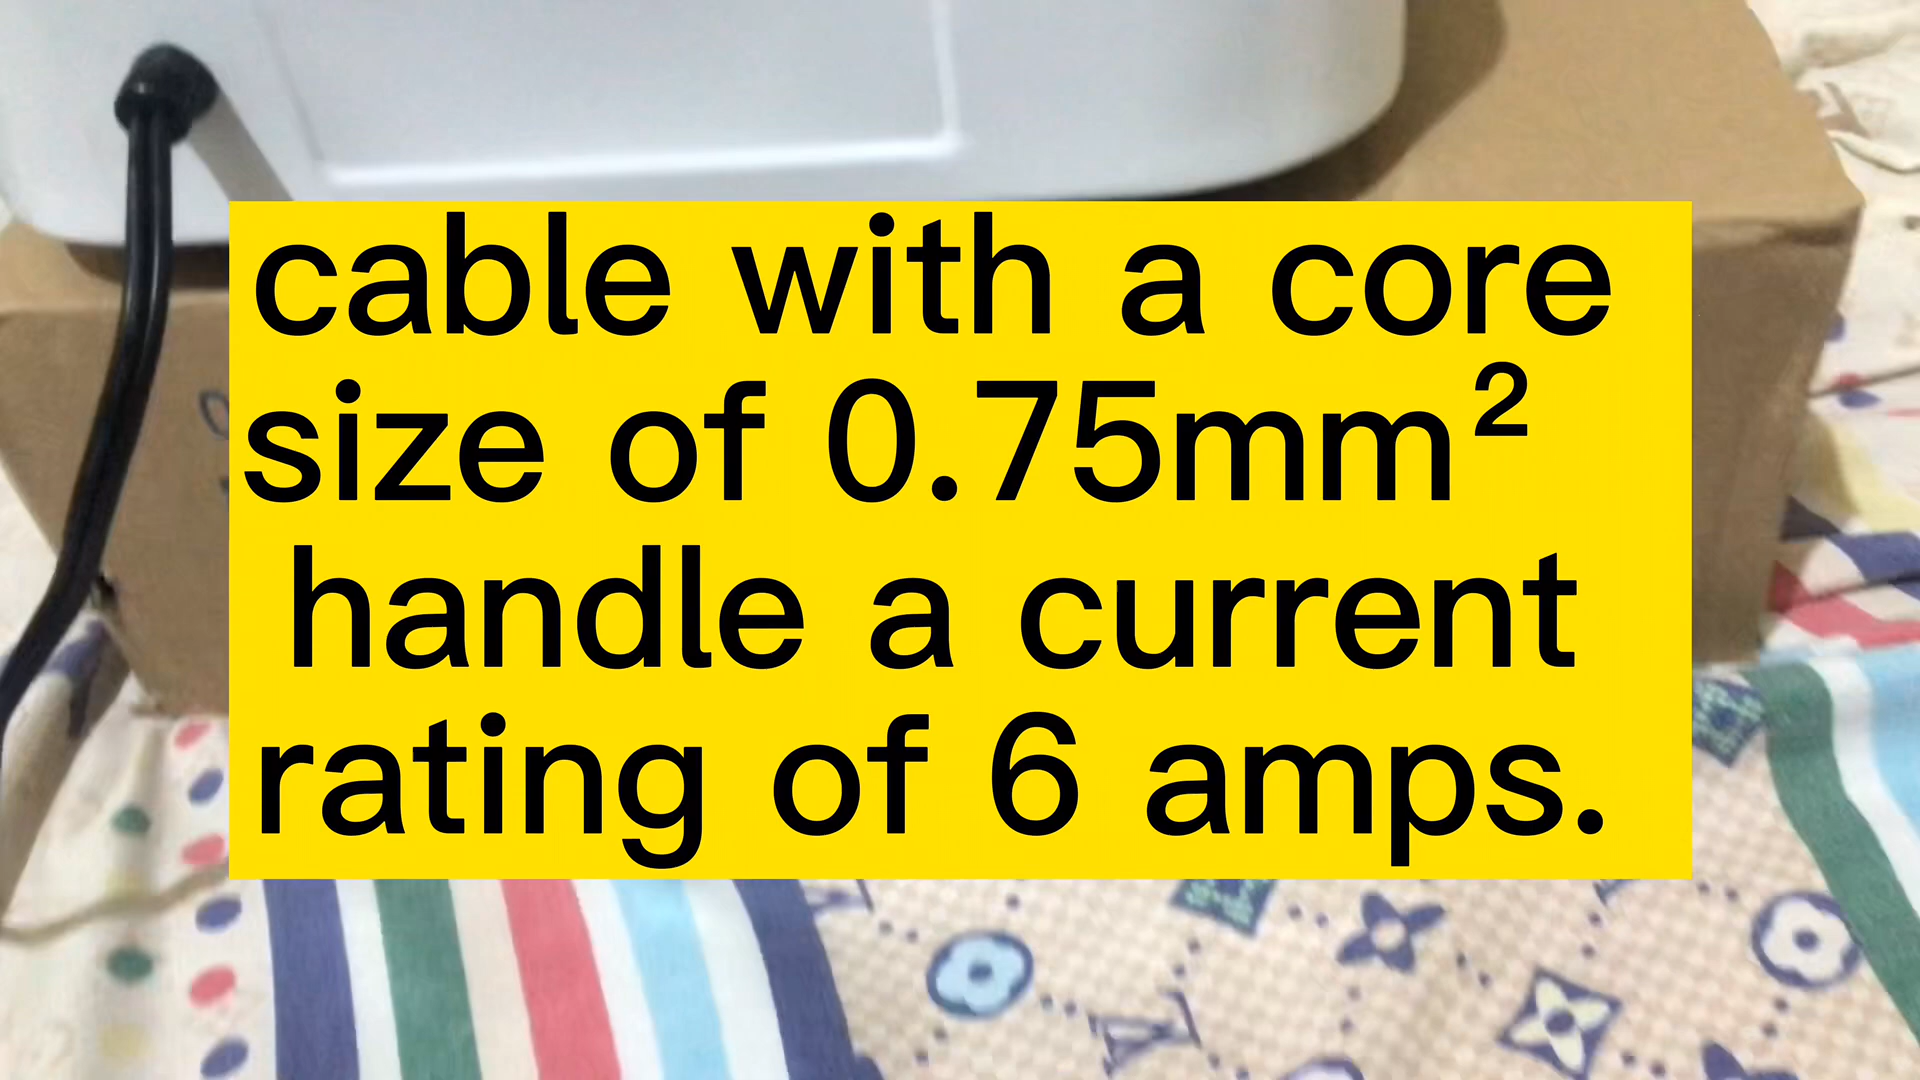 cable with a core
size of 0.75mm²
handle a current
rating of 6 amps.